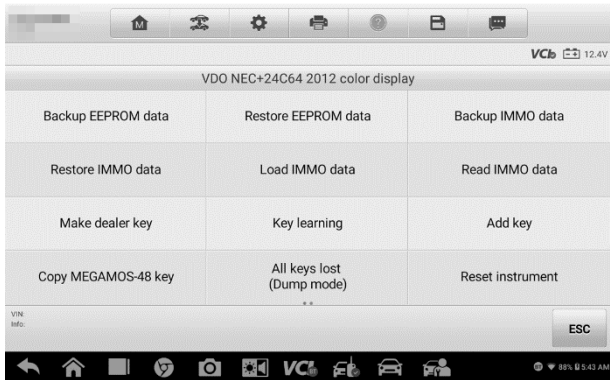 M
VCI 12.4V
VDO NEC+24C64 2012 color display
Backup EEPROM data
Restore EEPROM data
Backup IMMO data
Restore IMMO data
Load IMMO data
Read IMMO data
Make dealer key
Key learning
Add key
Copy MEGAMOS-48 key
All keys lost
(Dump mode)
Reset instrument
VIN:
Info:
ESC
VCI
88% 5:43 AM